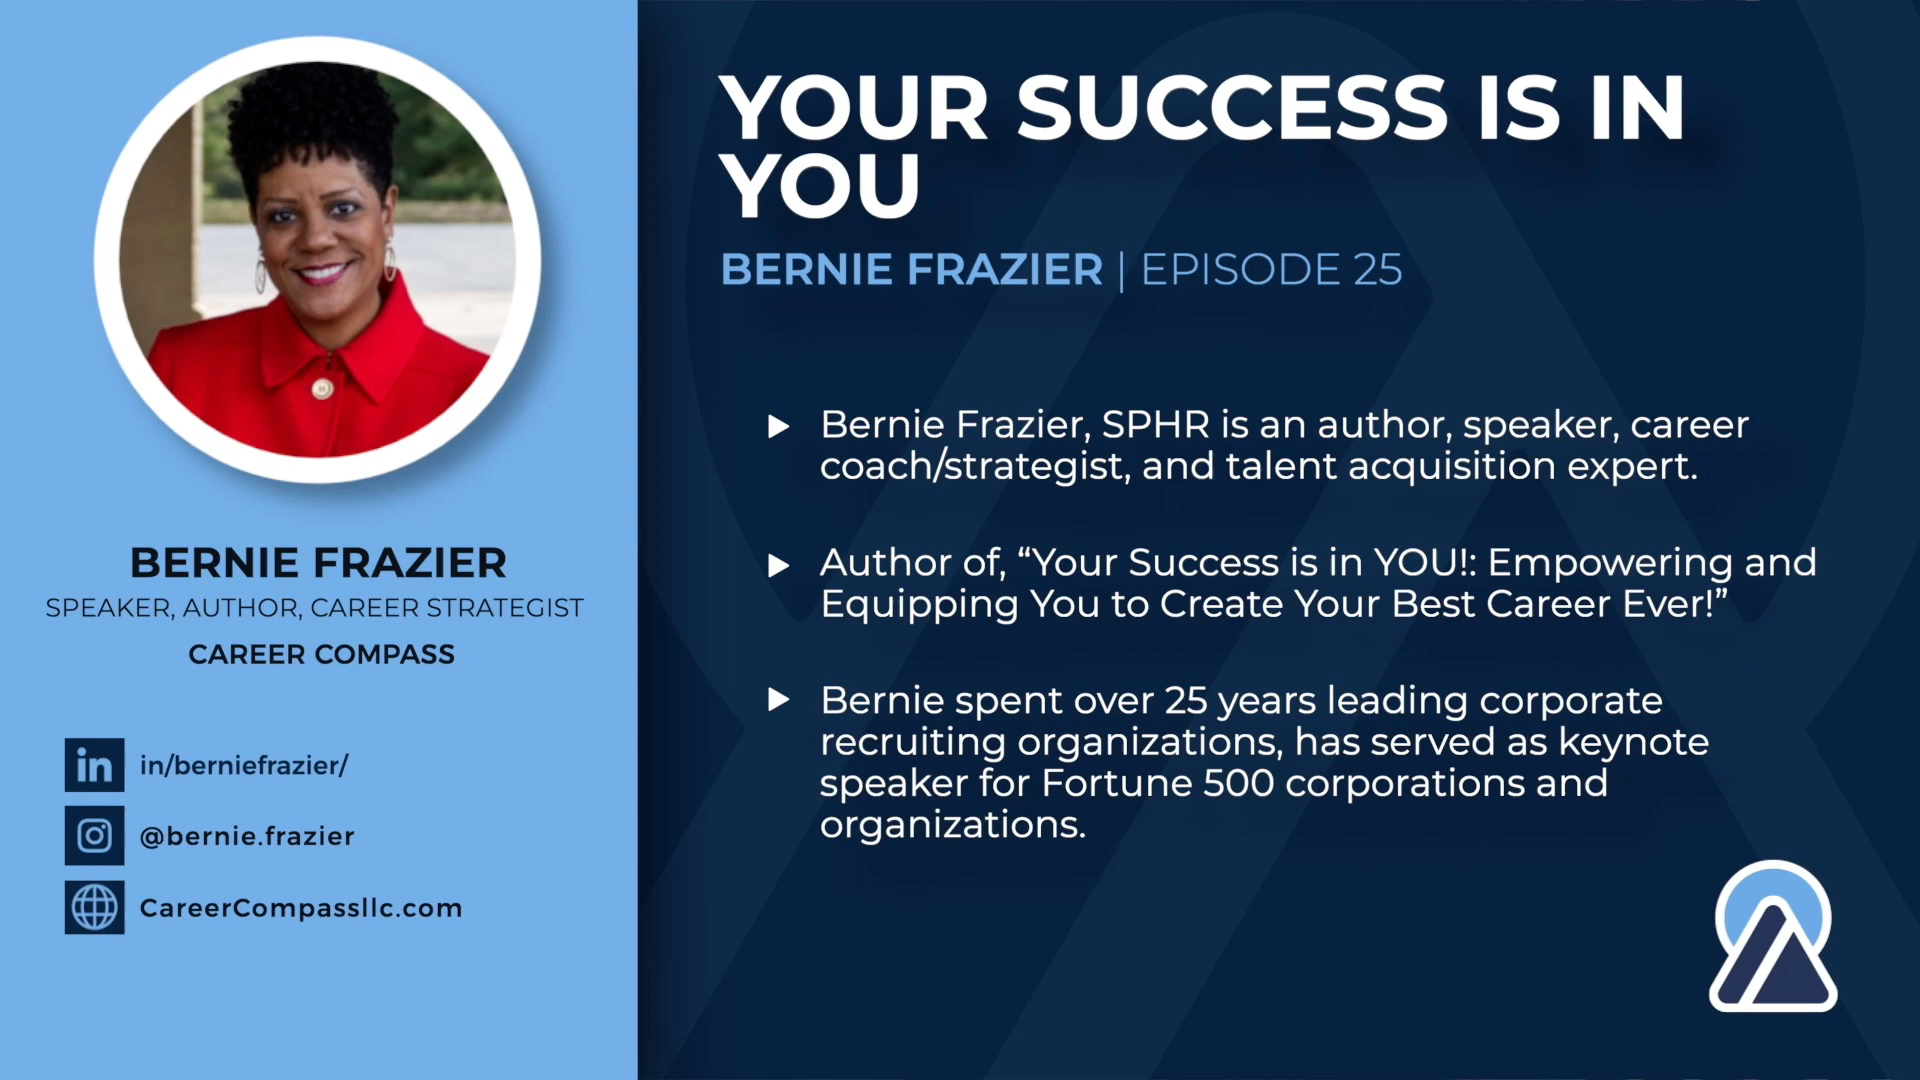 YOUR SUCCESS IS IN
YOU
BERNIE FRAZIER | EPISODE 25
BERNIE FRAZIER
SPEAKER, AUTHOR, CAREER STRATEGIST
CAREER COMPASS
in/berniefrazier/
@bernie.frazier
CareerCompassllc.com
Bernie Frazier, SPHR is an author, speaker, career
coach/strategist, and talent acquisition expert.
Author of, “Your Success is in YOU!: Empowering and
Equipping You to Create Your Best Career Ever!”
Bernie spent over 25 years leading corporate
recruiting organizations, has served as keynote
speaker for Fortune 500 corporations and
organizations.